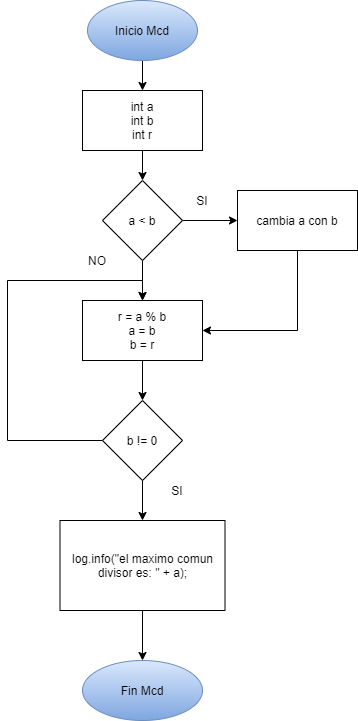 Inicio Mcd
int a
int b
int r
a < b
SI
cambia a con b
NO
r = a % b
a = b
b = r
b != 0
SI
log.info("el maximo comun
divisor es: " + a);
Fin Mcd